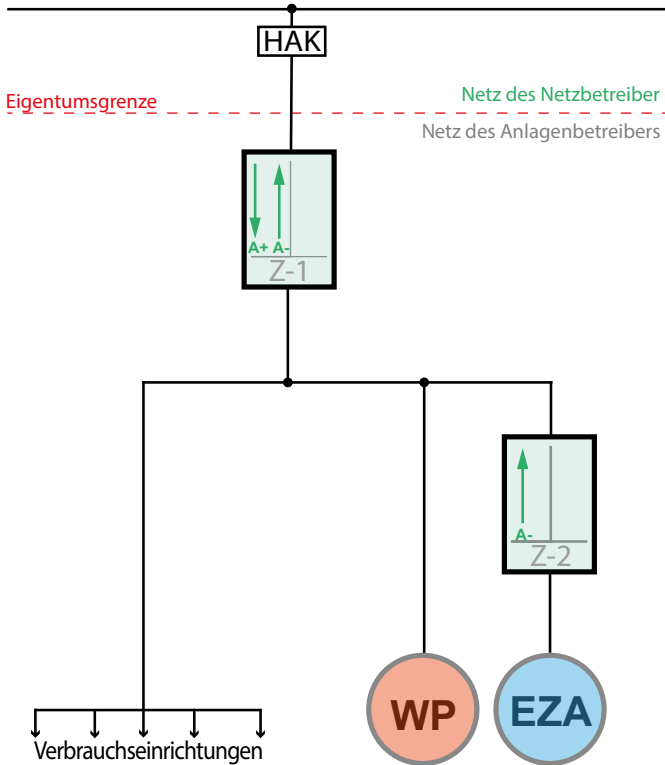 HAK
Eigentumsgrenze
Netz des Netzbetreiber
Netz des Anlagenbetreibers
A+ A-
Z-1
A-
Z-2
WP
EZA
Verbrauchseinrichtungen